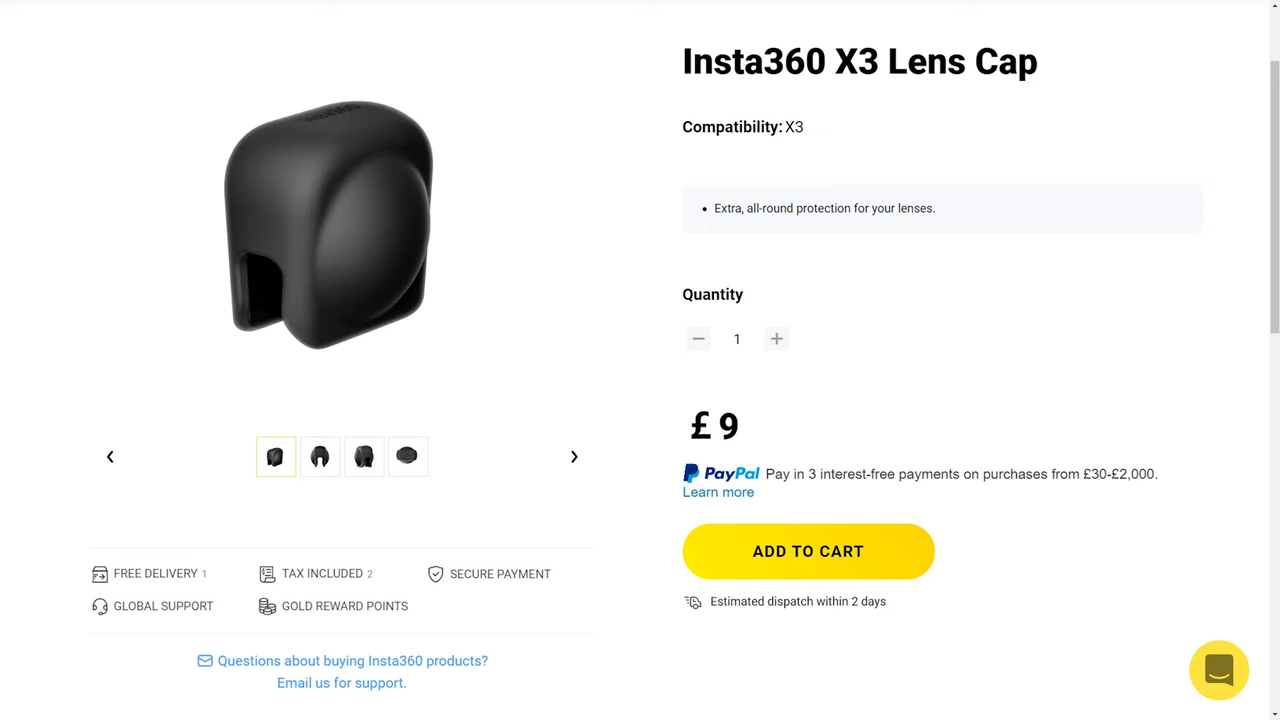 Insta360 X3 Lens Cap
Compatibility: X3
• Extra, all-round protection for your lenses.
Quantity
− 1 +
£ 9
PayPal Pay in 3 interest-free payments on purchases from £30-£2,000.
Learn more
ADD TO CART
Estimated dispatch within 2 days
FREE DELIVERY 1 TAX INCLUDED 2 SECURE PAYMENT
GLOBAL SUPPORT GOLD REWARD POINTS
Questions about buying Insta360 products?
Email us for support.